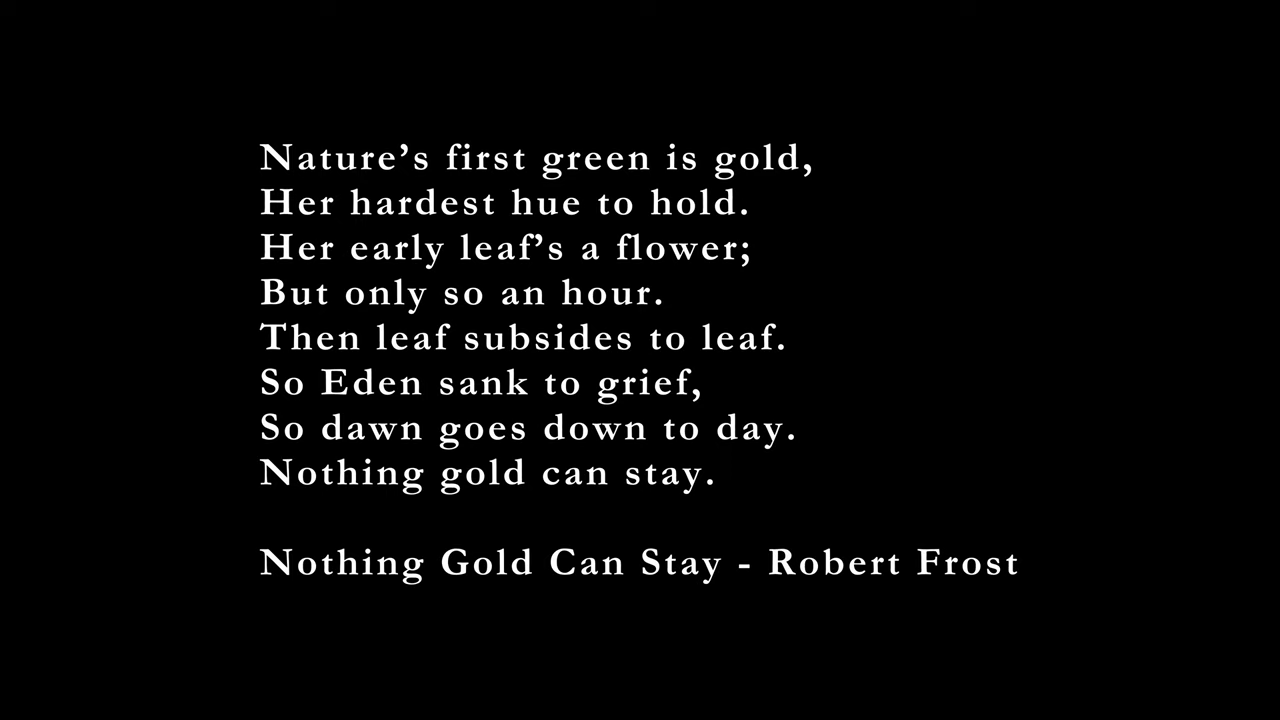 Nature’s first green is gold,
Her hardest hue to hold.
Her early leaf’s a flower;
But only so an hour.
Then leaf subsides to leaf.
So Eden sank to grief,
So dawn goes down to day.
Nothing gold can stay.
Nothing Gold Can Stay - Robert Frost